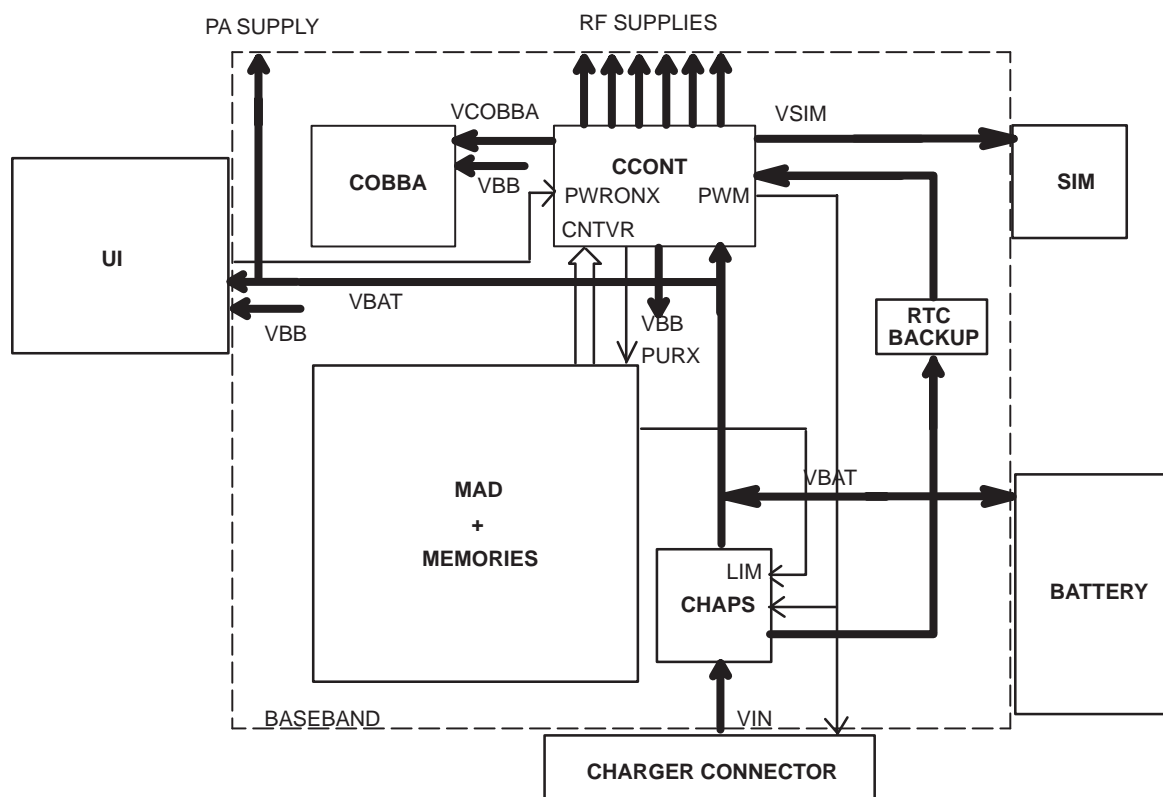 PA SUPPLY
RF SUPPLIES
VCOBBA
VSIM
CCONT
COBBA
VBB
SIM
PWRONX
PWM
CNTVR
UI
VBAT
RTC
BACKUP
VBB
VBB
PURX
VBAT
MAD
+
MEMORIES
LIM
CHAPS
BATTERY
BASEBAND
VIN
CHARGER CONNECTOR